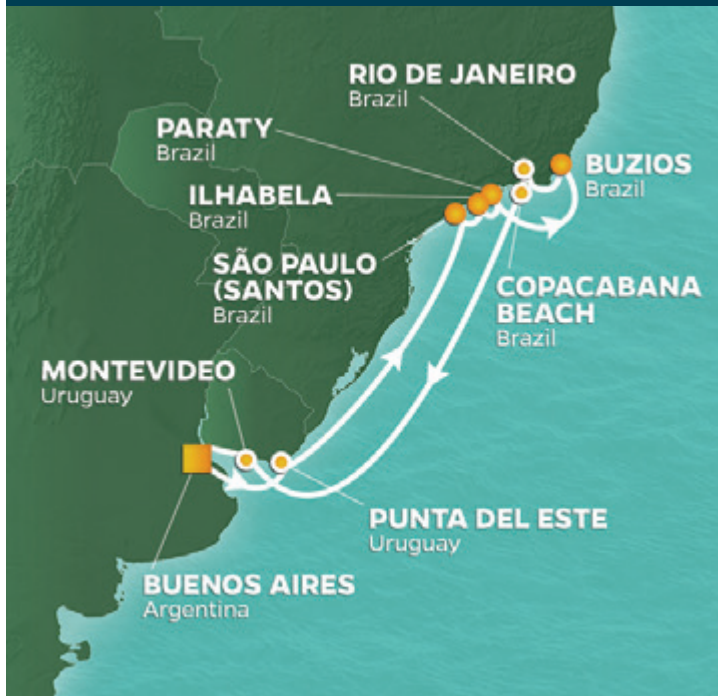 RIO DE JANEIRO
Brazil
PARATY
Brazil
ILHABELA
Brazil
BUZIOS
Brazil
SÃO PAULO
(SANTOS)
Brazil
COPACABANA
BEACH
Brazil
MONTEVIDEO
Uruguay
PUNTA DEL ESTE
Uruguay
BUENOS AIRES
Argentina